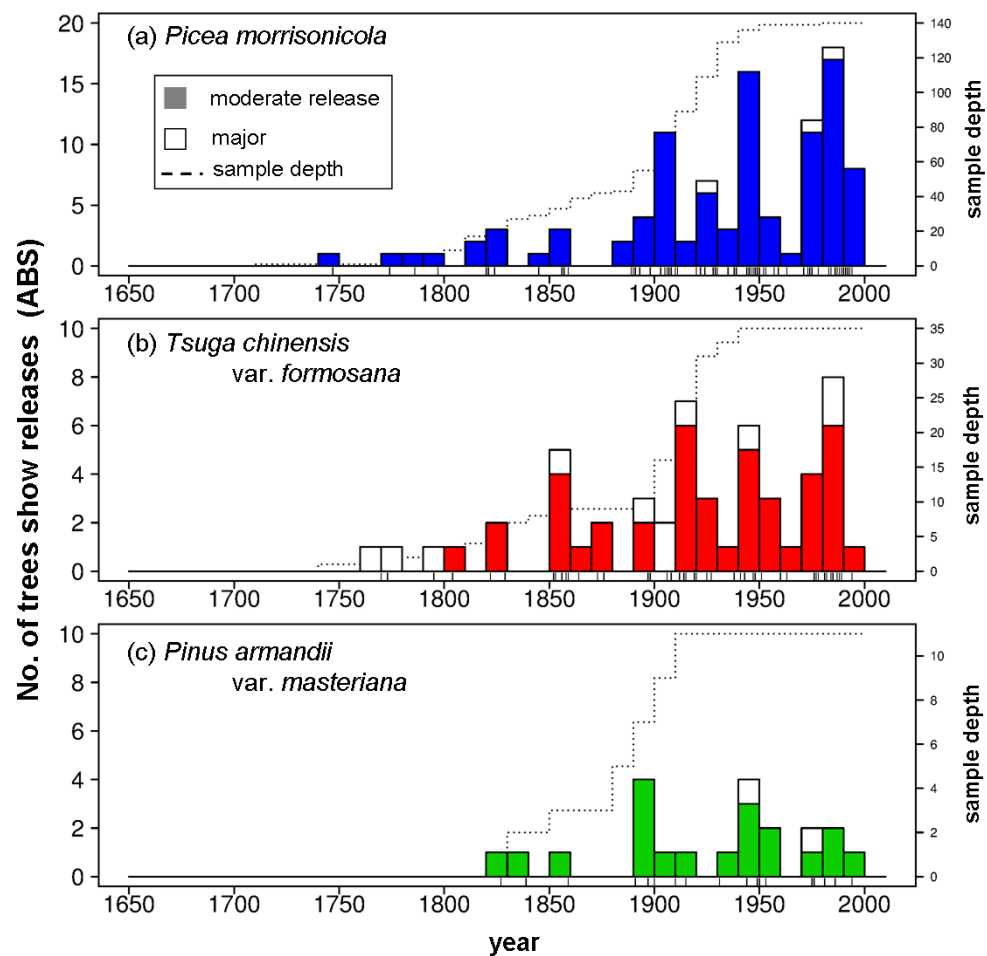 No. of trees show releases (ABS)
(a) Picea morrisonicola
moderate release
major
sample depth
20
15
10
5
0
140
120
100
80
60
40
20
0
sample depth
1650 1700 1750 1800 1850 1900 1950 2000
(b) Tsuga chinensis
var. formosana
10
8
6
4
2
0
35
30
25
20
15
10
5
0
sample depth
1650 1700 1750 1800 1850 1900 1950 2000
(c) Pinus armandii
var. masteriana
10
8
6
4
2
0
10
8
6
4
2
0
sample depth
1650 1700 1750 1800 1850 1900 1950 2000
year